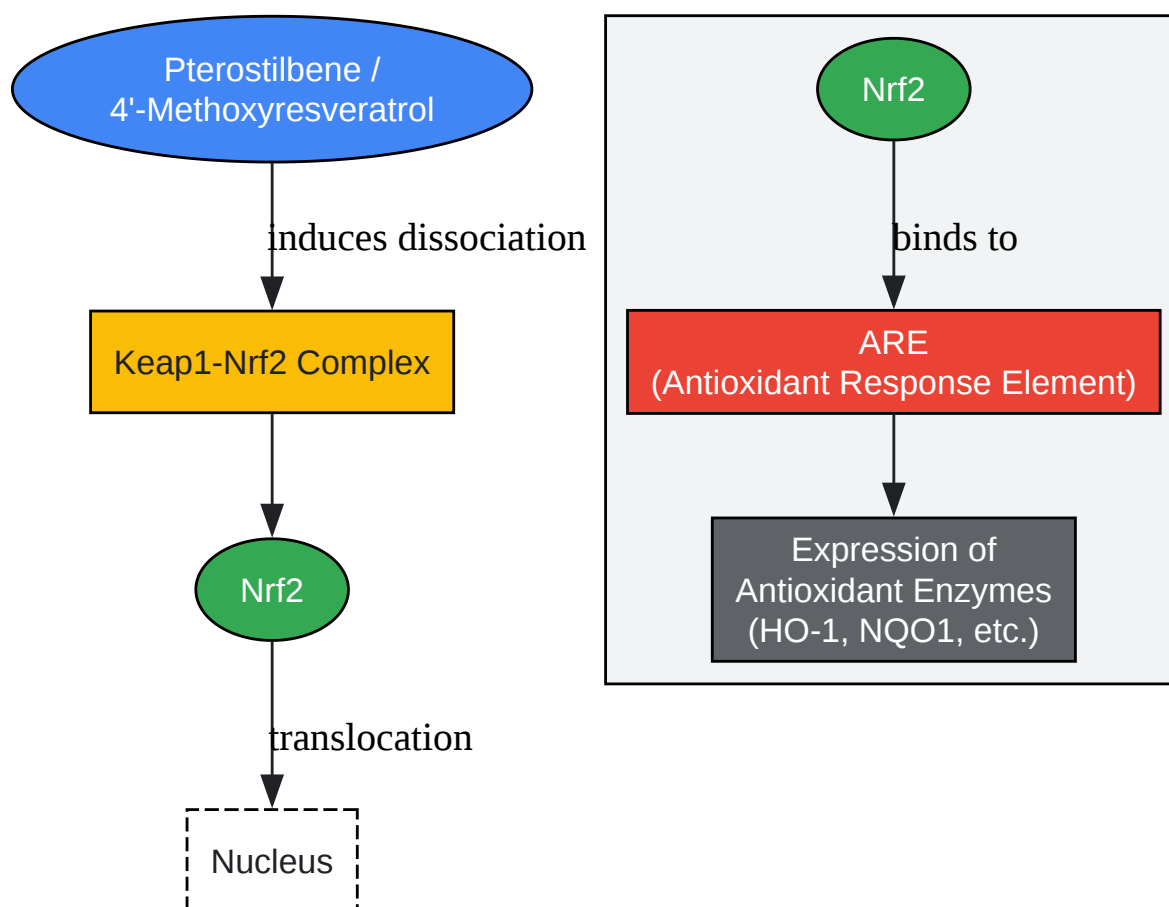 Pterostilbene /
4'-Methoxyresveratrol
induces dissociation
Keap1-Nrf2 Complex
Nrf2
translocation
Nucleus
Nrf2
binds to
ARE
(Antioxidant Response Element)
Expression of
Antioxidant Enzymes
(HO-1, NQO1, etc.)